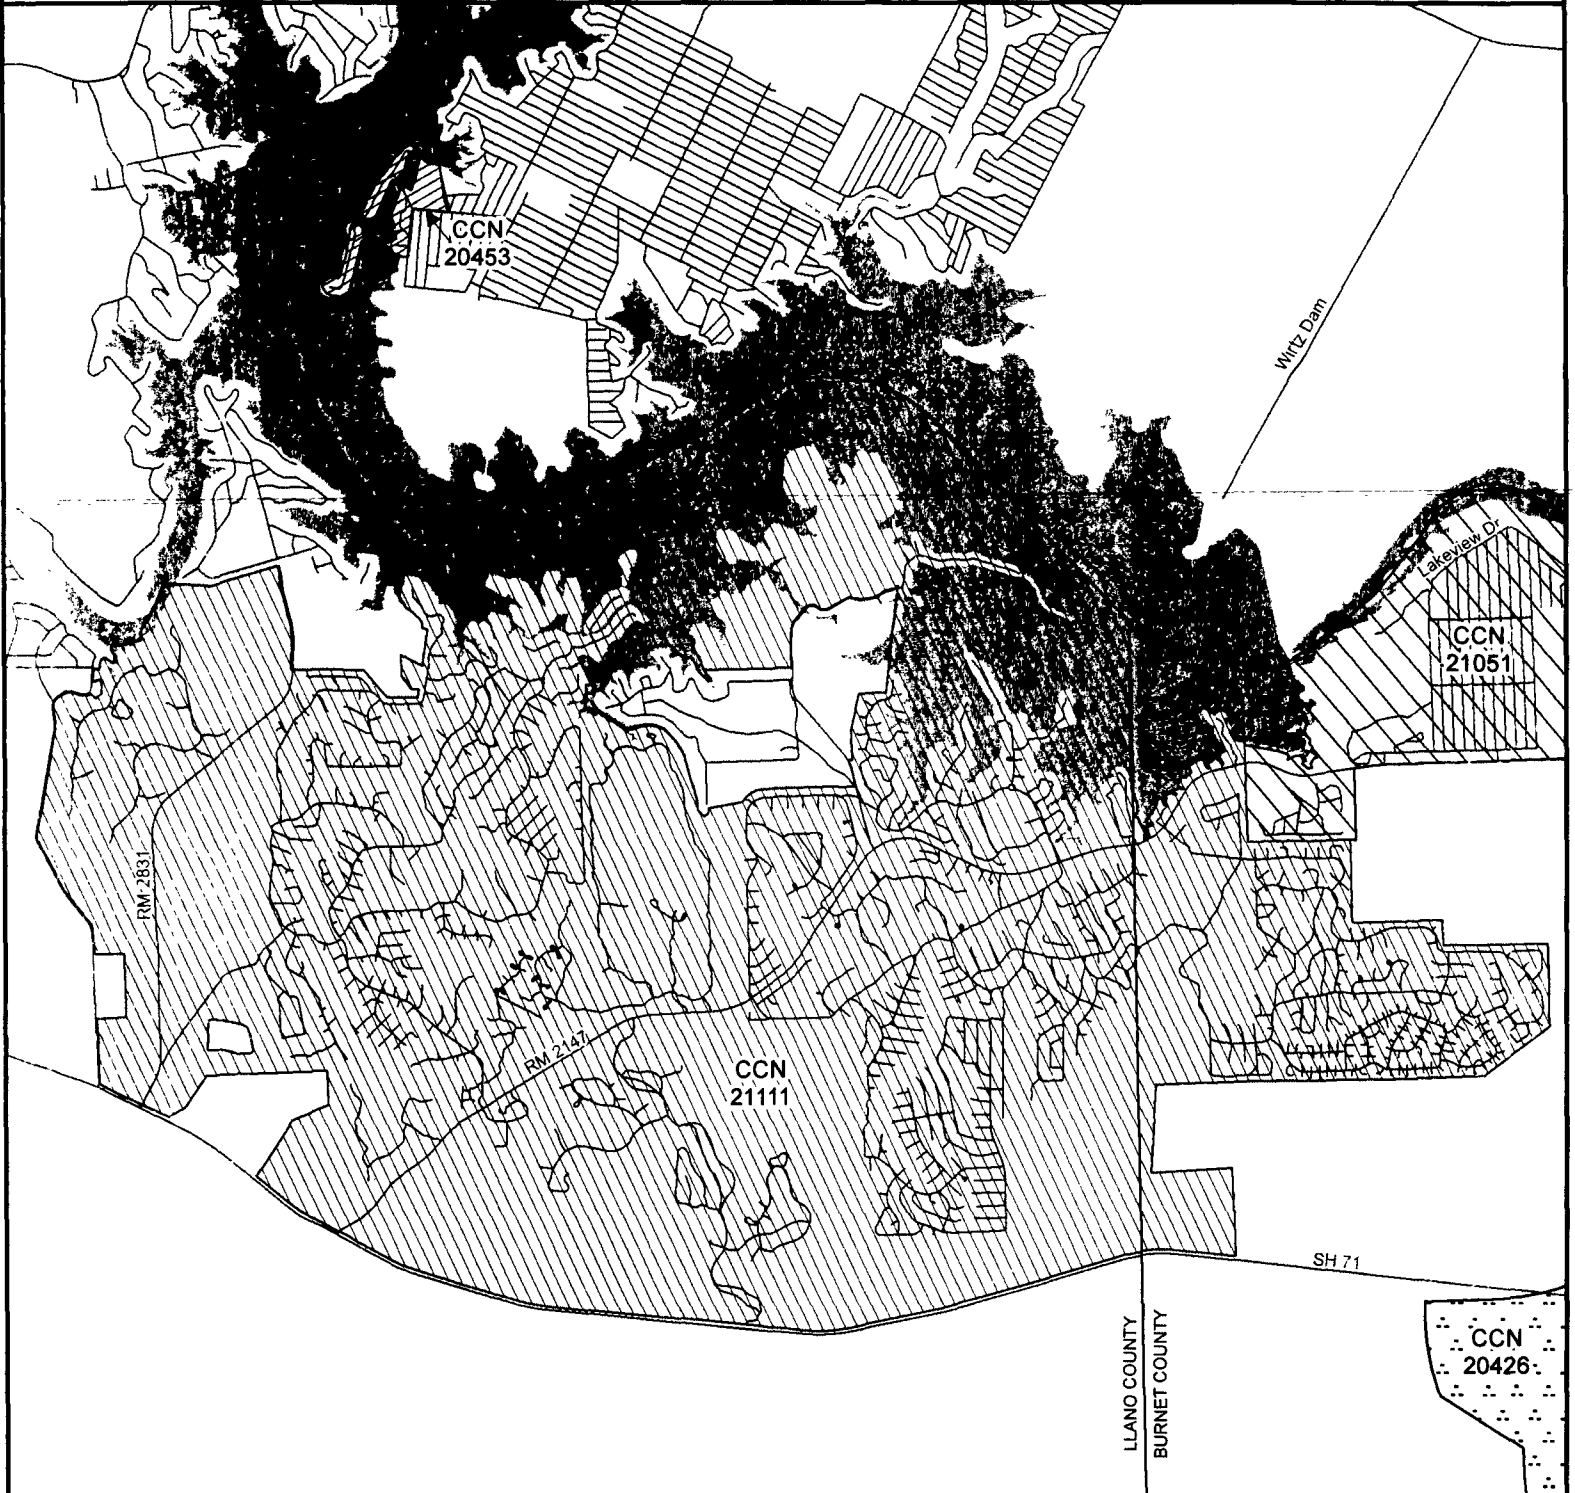 CCN
20453
Wirtz Dam
Lakeview Dr
CCN
21051
RM 2831
RM 2147
CCN
21111
SH 71
LLANO COUNTY
BURNET COUNTY
CCN
20426